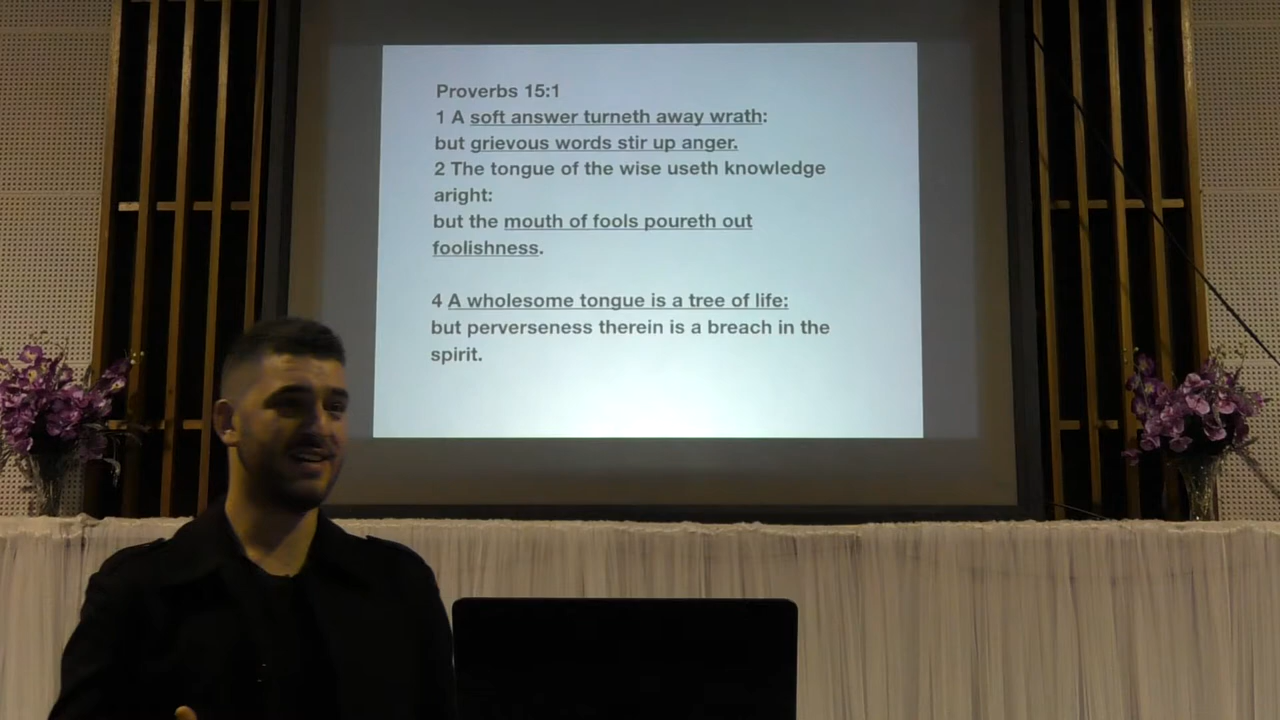 Proverbs 15:1
1 A soft answer turneth away wrath:
but grievous words stir up anger.
2 The tongue of the wise useth knowledge
aright:
but the mouth of fools poureth out
foolishness.
4 A wholesome tongue is a tree of life:
but perverseness therein is a breach in the
spirit.